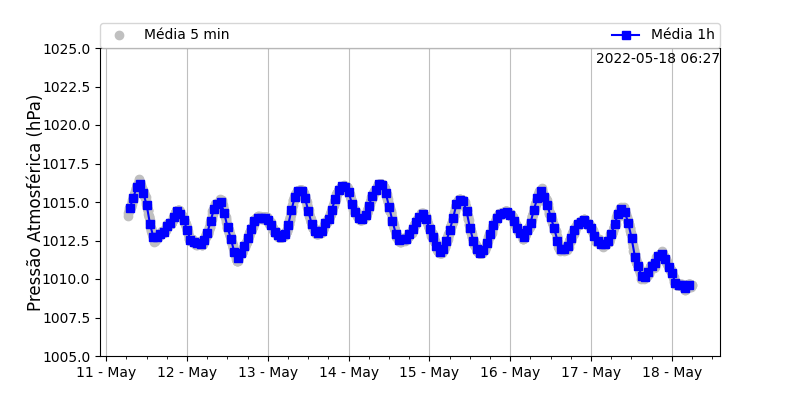 Média 5 min
Média 1h
2022-05-18 06:27
Pressão Atmosférica (hPa)
1025.0
1022.5
1020.0
1017.5
1015.0
1012.5
1010.0
1007.5
1005.0
11 - May
12 - May
13 - May
14 - May
15 - May
16 - May
17 - May
18 - May